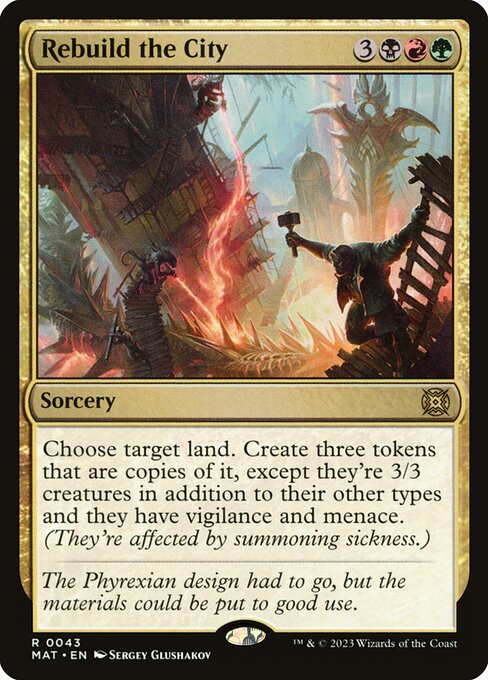 Rebuild the City 3
Sorcery
Choose target land. Create three tokens
that are copies of it, except they're 3/3
creatures in addition to their other types
and they have vigilance and menace.
(They're affected by summoning sickness.)
The Phyrexian design had to go, but the
materials could be put to good use.
R 0043
MAT • EN Sergey Glushakov
™ & © 2023 Wizards of the Coast